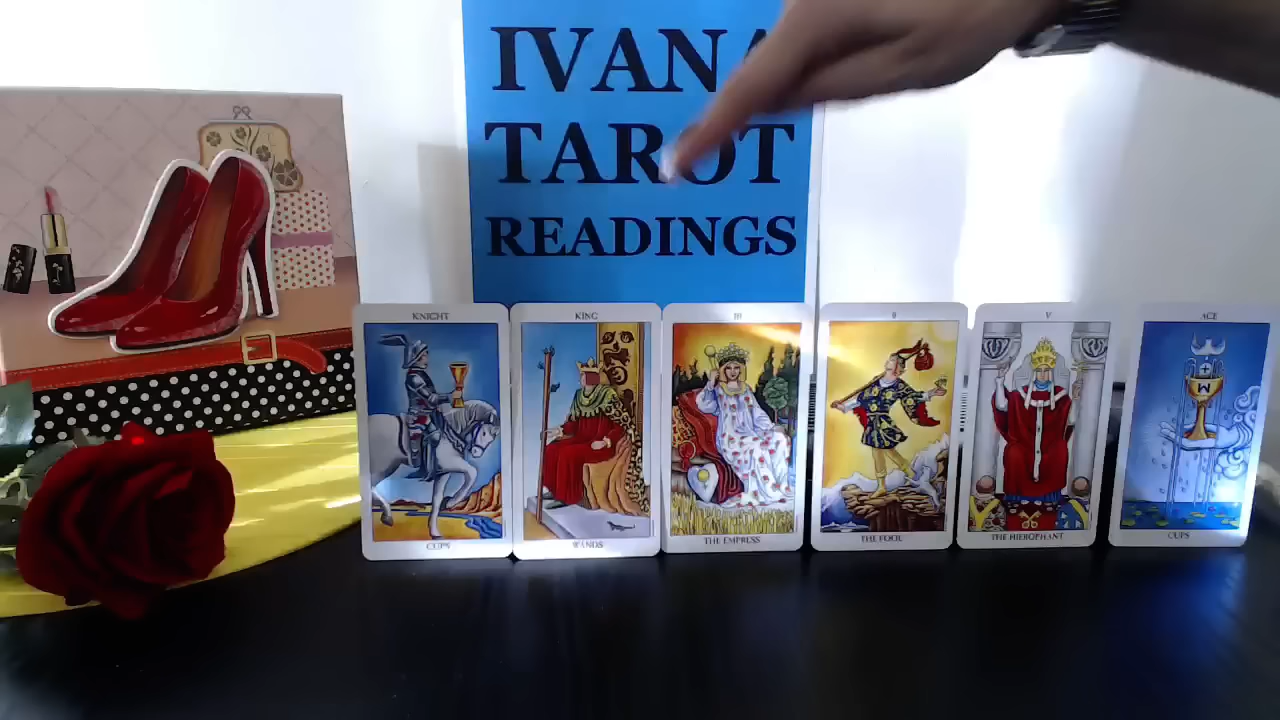 IVANA
TAROT
READINGS
KNIGHT
KING
III
0
V
ACE
W
CUPS
WANDS
THE EMPRESS
THE FOOL
THE HIEROPHANT
CUPS